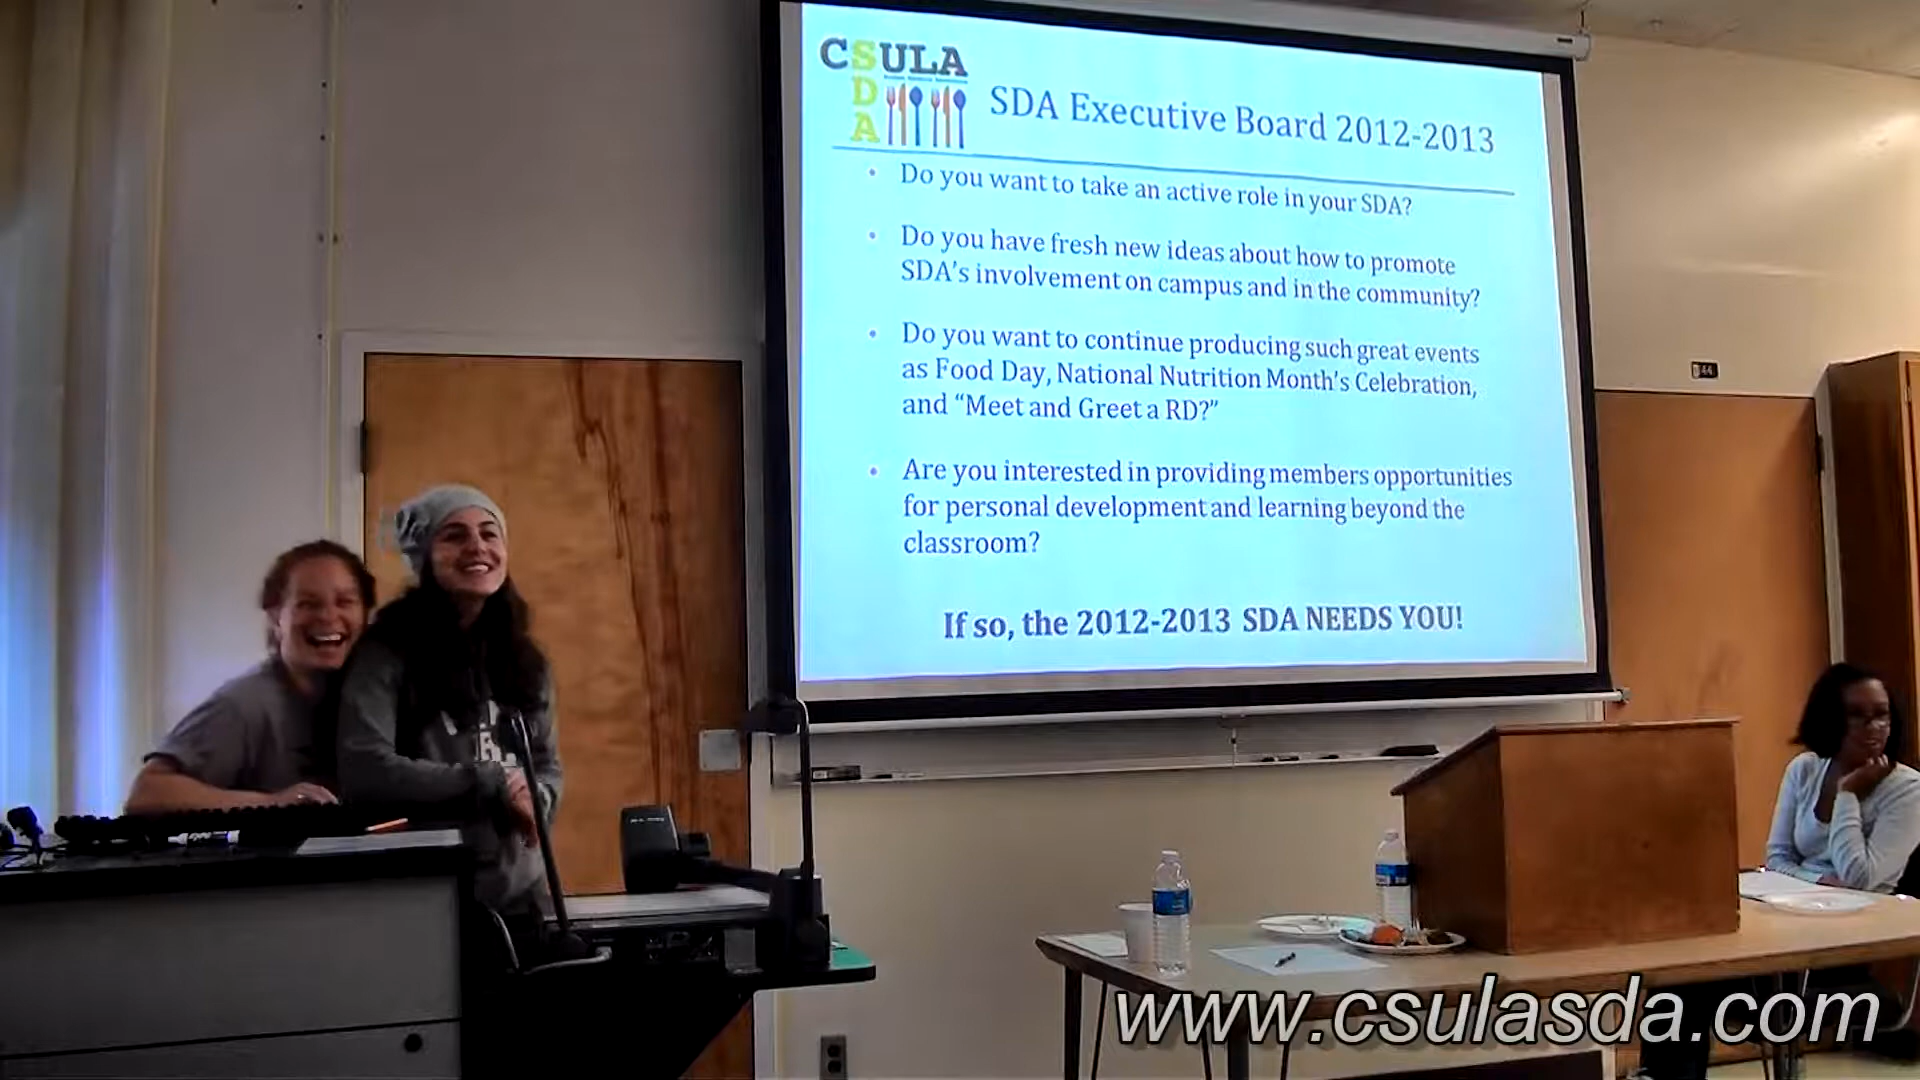 CSULA
SDA
SDA Executive Board 2012-2013
• Do you want to take an active role in your SDA?
• Do you have fresh new ideas about how to promote
SDA's involvement on campus and in the community?
• Do you want to continue producing such great events
as Food Day, National Nutrition Month's Celebration,
and “Meet and Greet a RD?”
• Are you interested in providing members opportunities
for personal development and learning beyond the
classroom?
If so, the 2012-2013 SDA NEEDS YOU!
www.csulasda.com